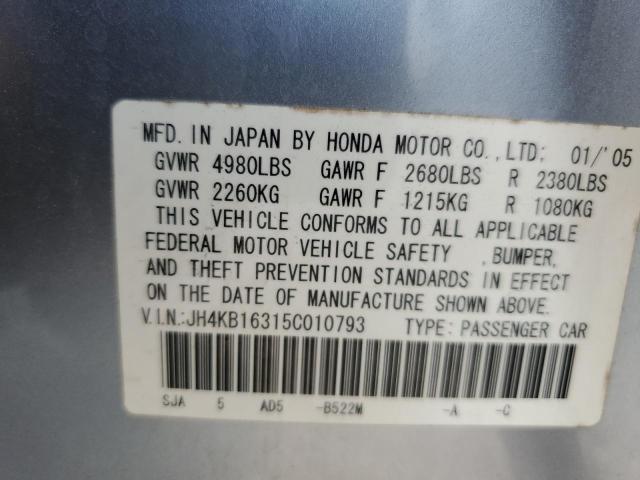 MFD. IN JAPAN BY HONDA MOTOR CO., LTD; 01/'05
GVWR 4980LBS GAWR F 2680LBS R 2380LBS
GVWR 2260KG GAWR F 1215KG R 1080KG
THIS VEHICLE CONFORMS TO ALL APPLICABLE
FEDERAL MOTOR VEHICLE SAFETY , BUMPER,
AND THEFT PREVENTION STANDARDS IN EFFECT
ON THE DATE OF MANUFACTURE SHOWN ABOVE.
V.I.N.:JH4KB16315C010793 TYPE: PASSENGER CAR
SJA 5 AD5 -B522M -A -C